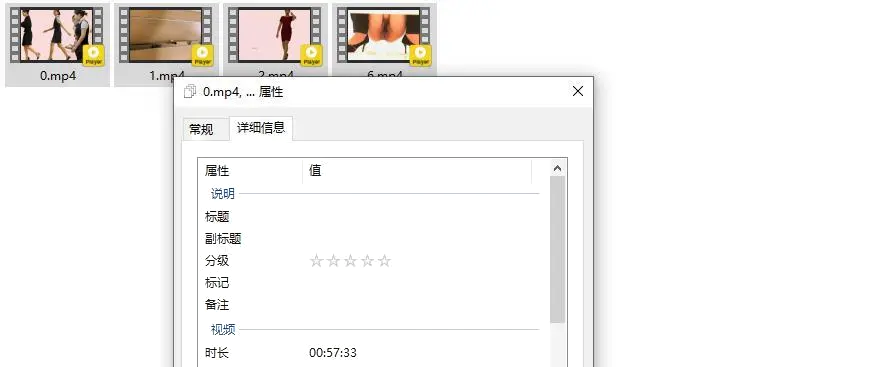 0.mp4
1.mp4
2.mp4
6.mp4
Player
Player
Player
Player
0.mp4, ... 属性
常规
详细信息
属性 值
说明
标题
副标题
分级 ☆☆☆☆☆
标记
备注
视频
时长 00:57:33